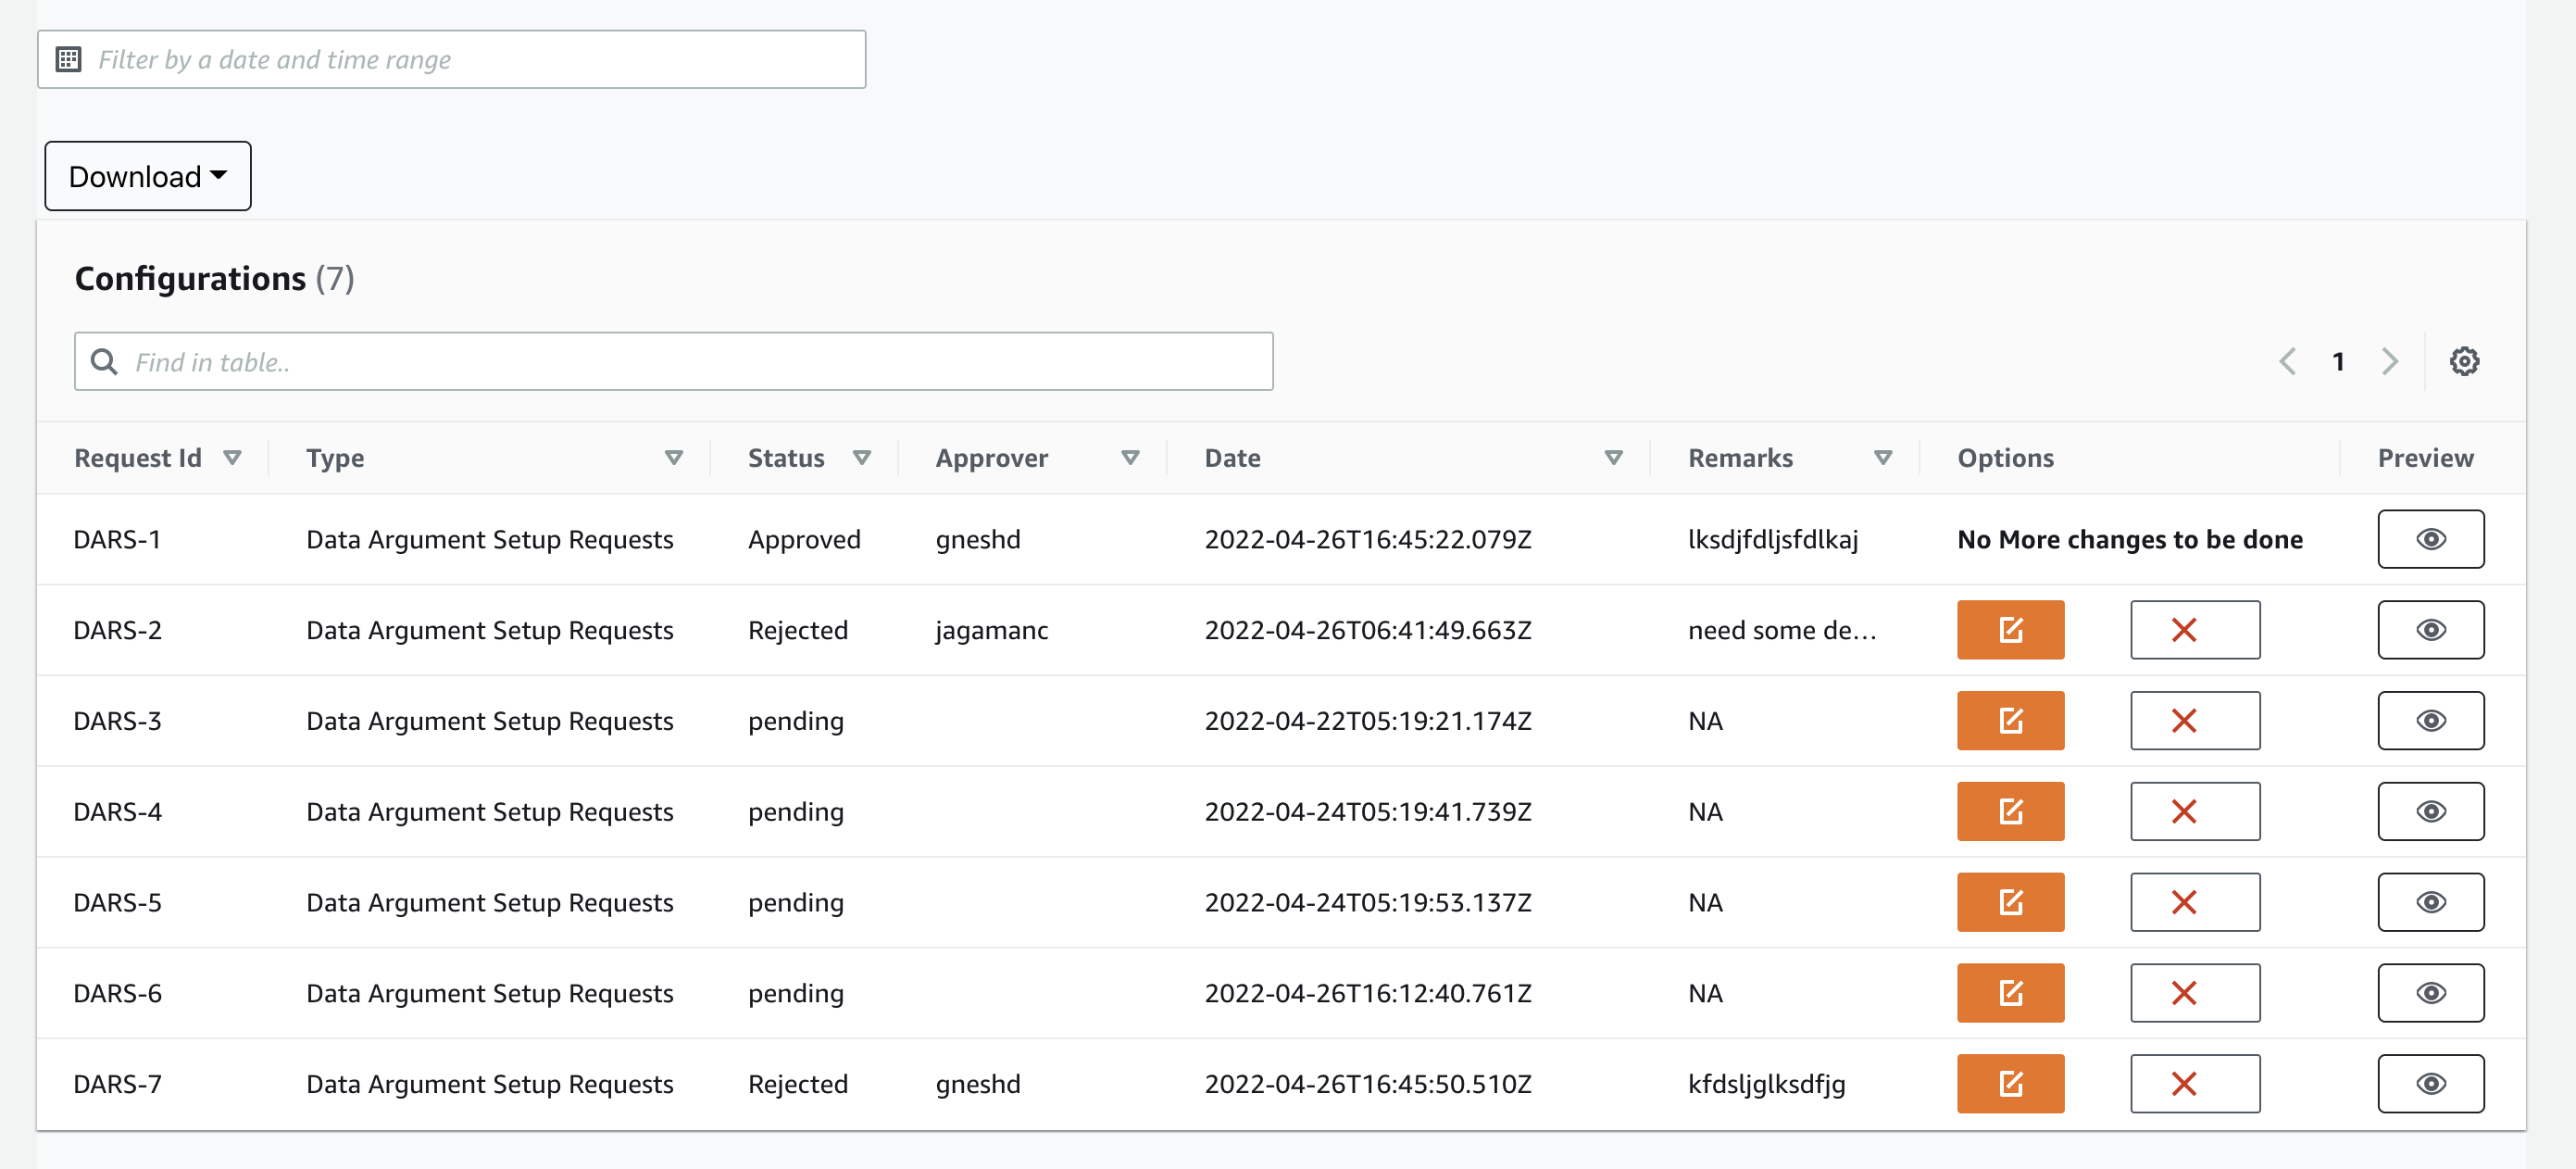 Filter by a date and time range
Download
Configurations (7)
Find in table..
1
Request Id Type Status Approver Date Remarks Options Preview
DARS-1 Data Argument Setup Requests Approved gneshd 2022-04-26T16:45:22.079Z lksdjfdljsfdlkaj No More changes to be done
DARS-2 Data Argument Setup Requests Rejected jagamanc 2022-04-26T06:41:49.663Z need some de...
DARS-3 Data Argument Setup Requests pending 2022-04-22T05:19:21.174Z NA
DARS-4 Data Argument Setup Requests pending 2022-04-24T05:19:41.739Z NA
DARS-5 Data Argument Setup Requests pending 2022-04-24T05:19:53.137Z NA
DARS-6 Data Argument Setup Requests pending 2022-04-26T16:12:40.761Z NA
DARS-7 Data Argument Setup Requests Rejected gneshd 2022-04-26T16:45:50.510Z kfdsljglksdfjg